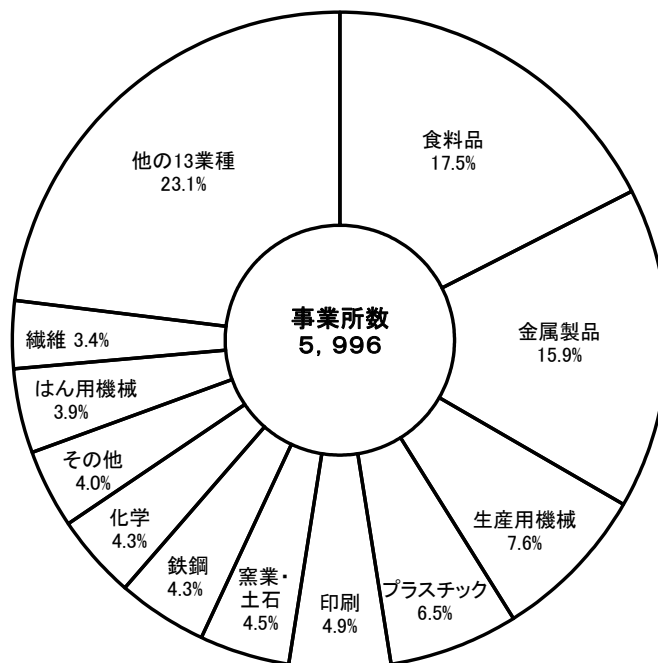 食料品
17.5%
金属製品
15.9%
生産用機械
7.6%
プラスチック
6.5%
印刷
4.9%
窯業・
土石
4.5%
鉄鋼
4.3%
化学
4.3%
その他
4.0%
はん用機械
3.9%
繊維 3.4%
他の13業種
23.1%
事業所数
5,996